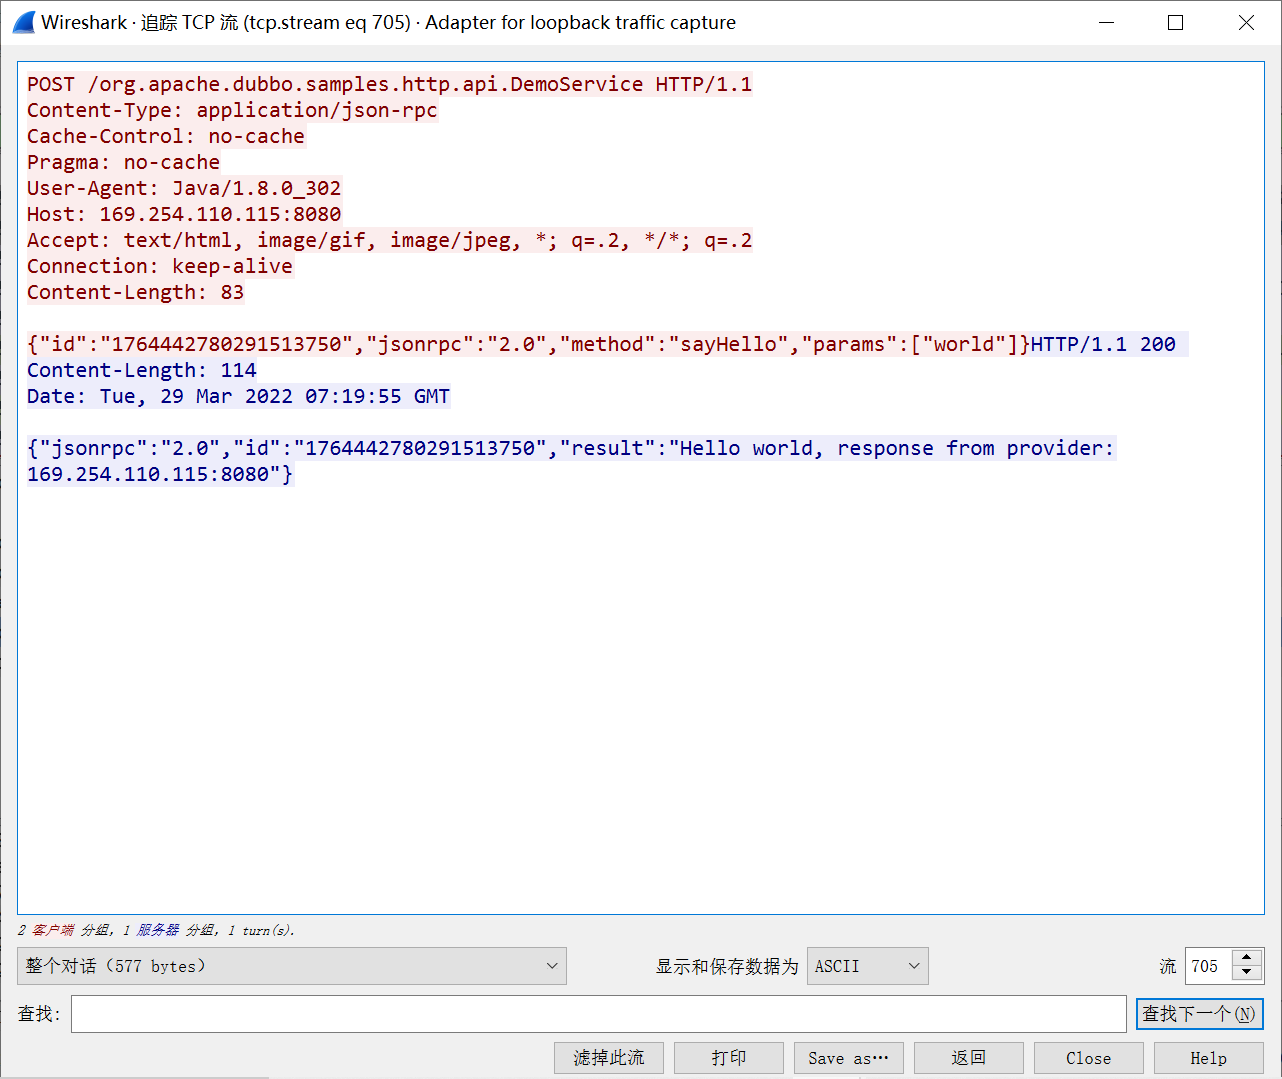 Wireshark · 追踪 TCP 流 (tcp.stream eq 705) · Adapter for loopback traffic capture
POST /org.apache.dubbo.samples.http.api.DemoService HTTP/1.1
Content-Type: application/json-rpc
Cache-Control: no-cache
Pragma: no-cache
User-Agent: Java/1.8.0_302
Host: 169.254.110.115:8080
Accept: text/html, image/gif, image/jpeg, *; q=.2, */*; q=.2
Connection: keep-alive
Content-Length: 83
{"id":"1764442780291513750","jsonrpc":"2.0","method":"sayHello","params":["world"]}HTTP/1.1 200
Content-Length: 114
Date: Tue, 29 Mar 2022 07:19:55 GMT
{"jsonrpc":"2.0","id":"1764442780291513750","result":"Hello world, response from provider:
169.254.110.115:8080"}
2 客户端 分组，1 服务器 分组，1 turn(s).
整个对话（577 bytes）
显示和保存数据为 ASCII
流 705
查找：
查找下一个(N)
滤掉此流 打印 Save as… 返回 Close Help